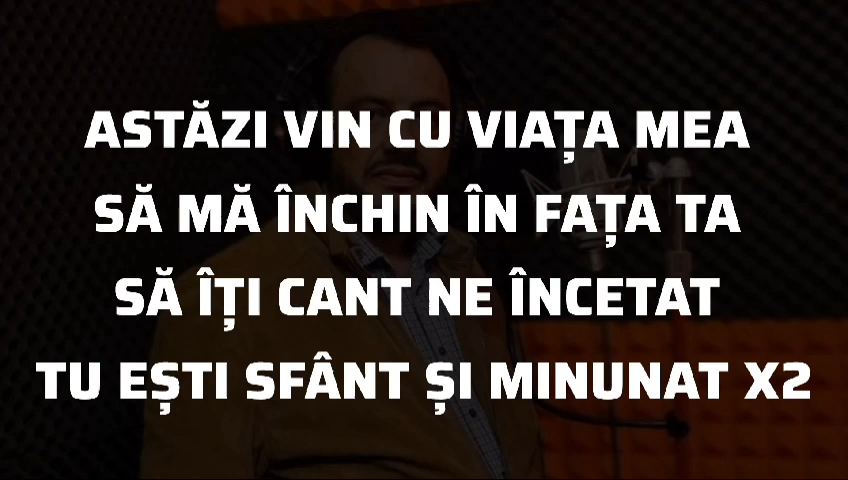 ASTĂZI VIN CU VIAȚA MEA
SĂ MĂ ÎNCHIN ÎN FAȚA TA
SĂ ÎȚI CANT NE ÎNCETAT
TU EȘTI SFÂNT ȘI MINUNAT X2